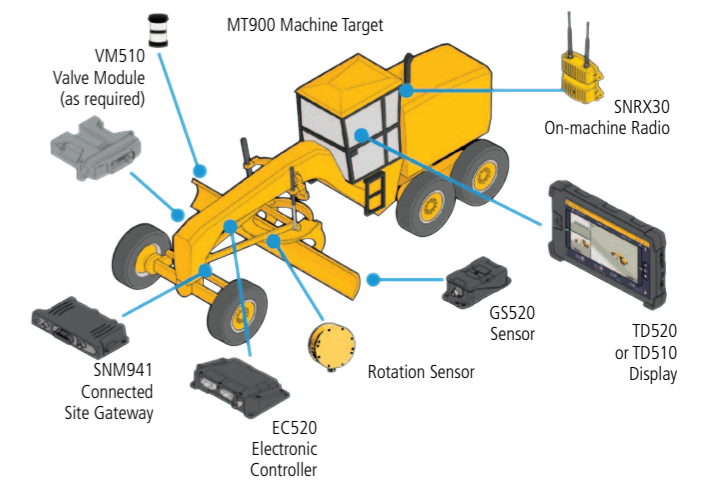 MT900 Machine Target
VM510
Valve Module
(as required)
SNRX30
On-machine Radio
GS520
Sensor
TD520
or TD510
Display
Rotation Sensor
SNM941
Connected
Site Gateway
EC520
Electronic
Controller